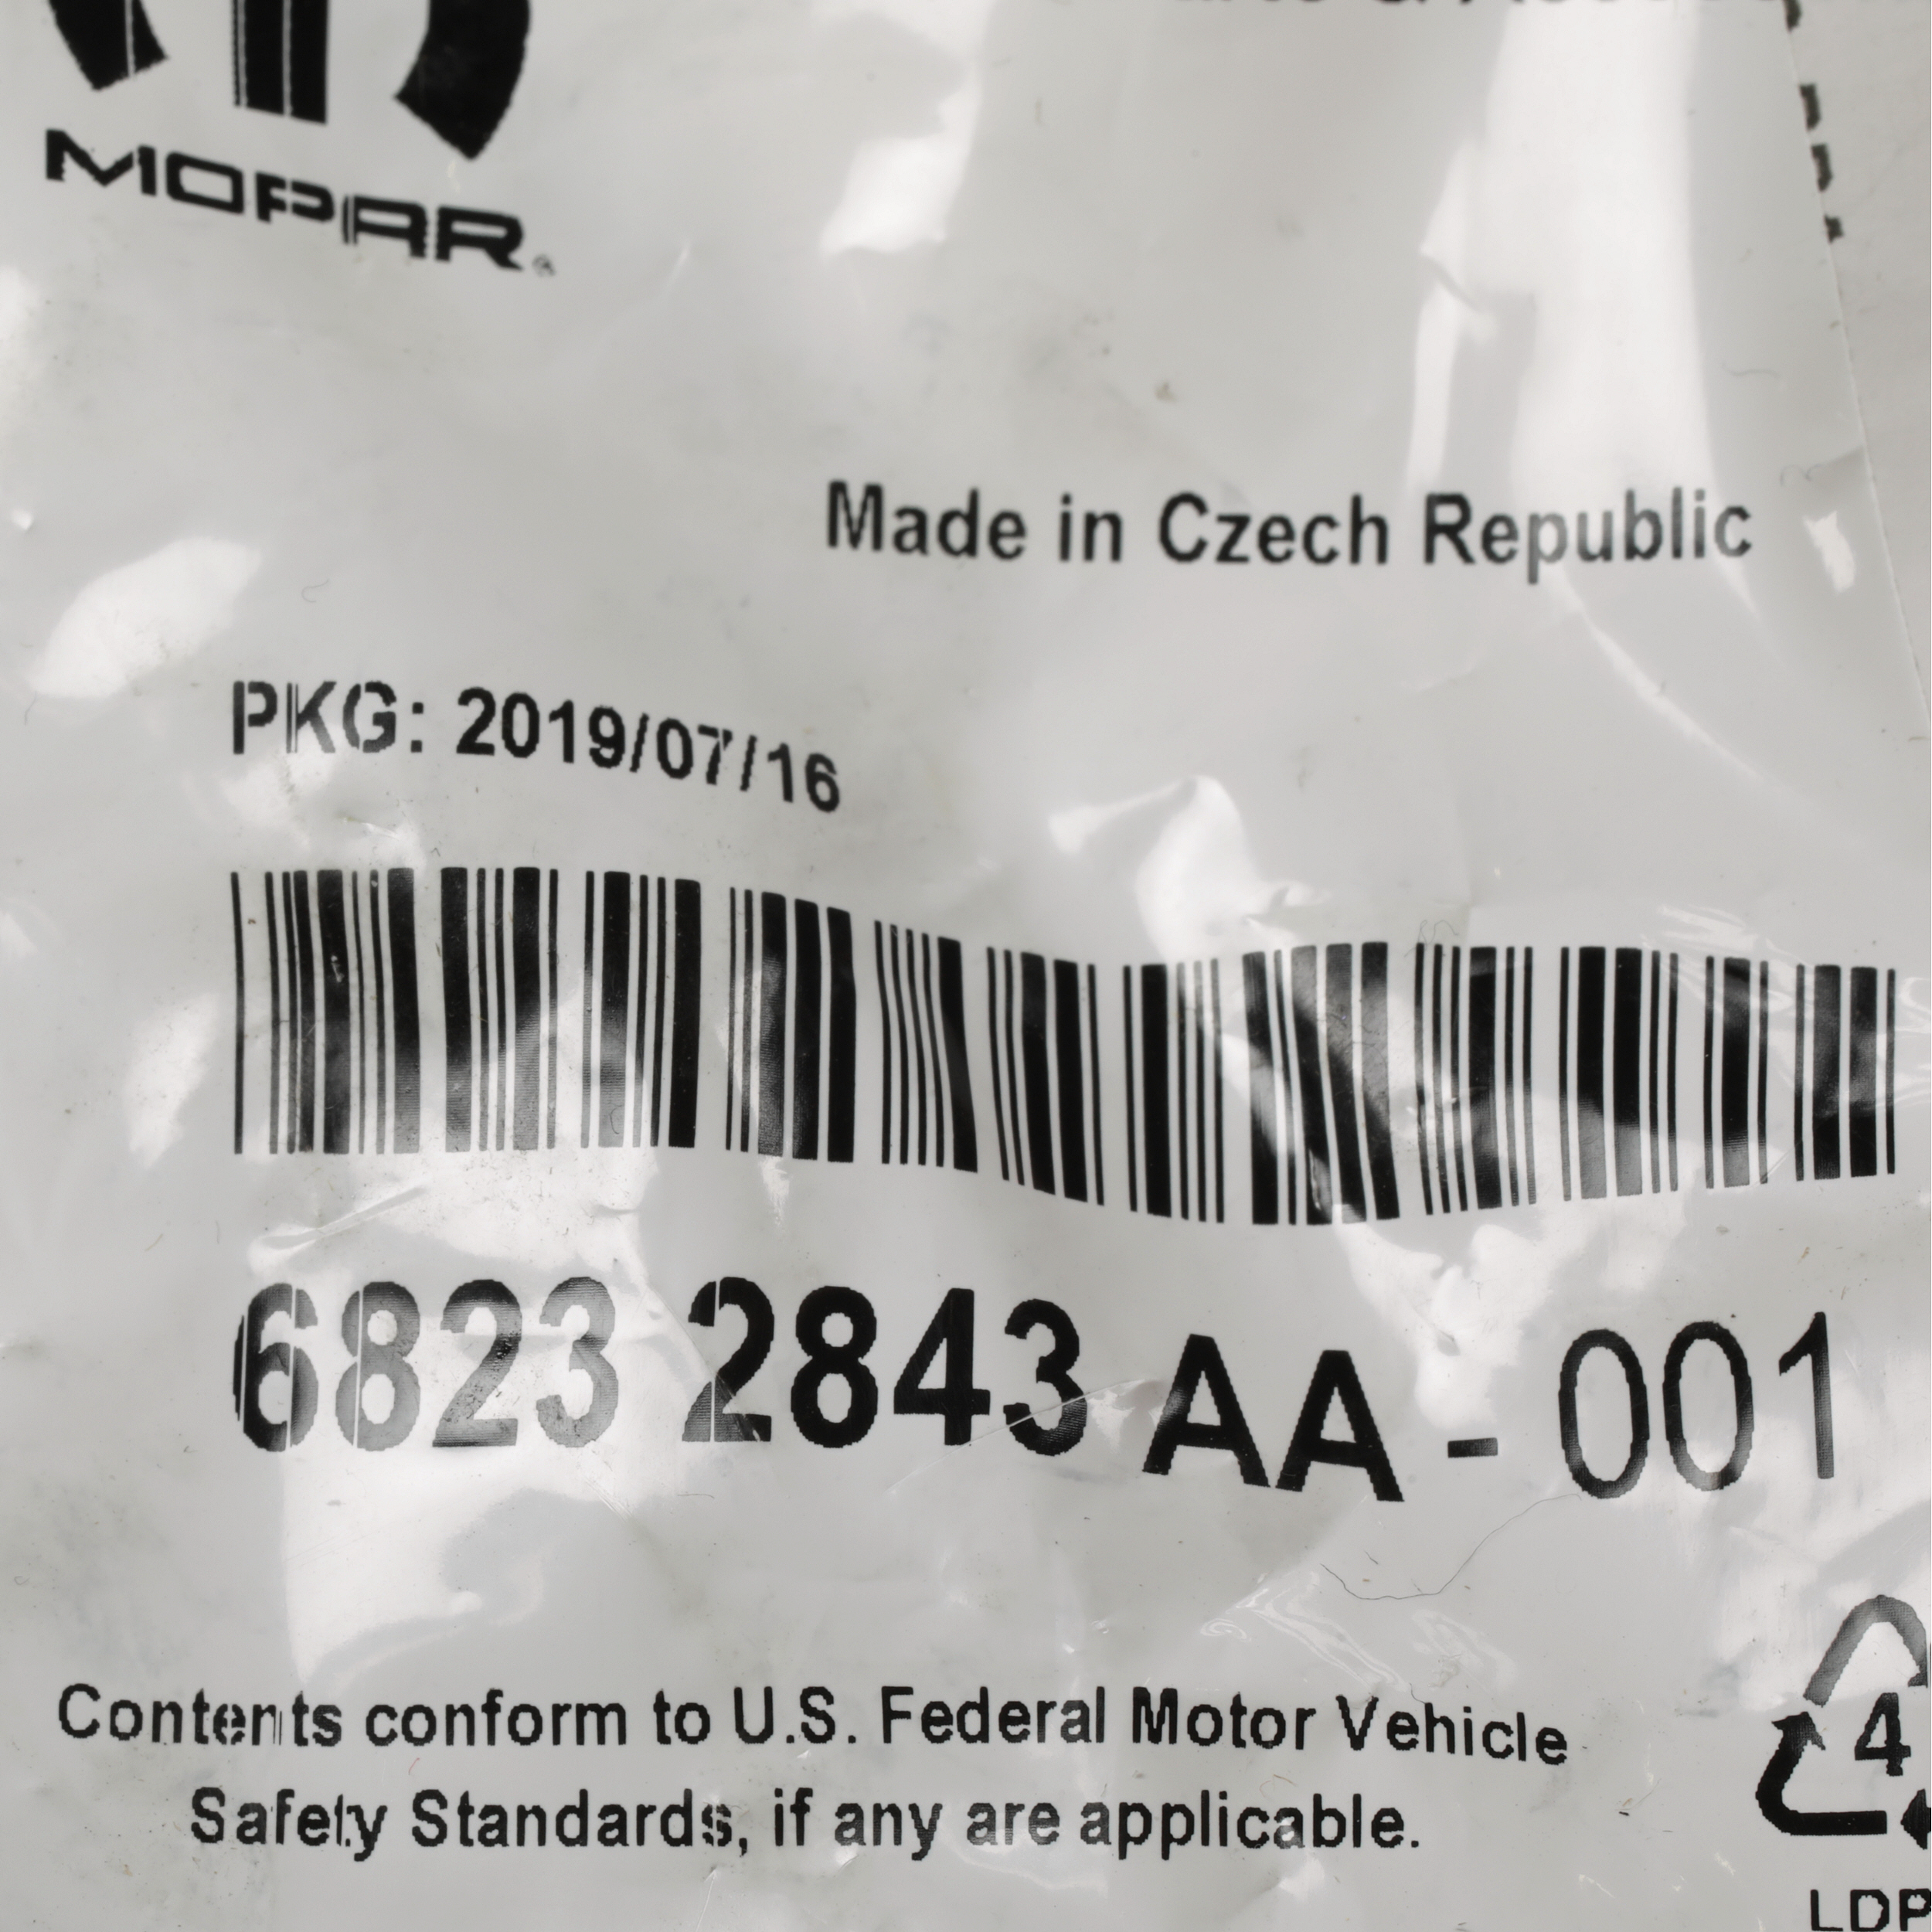 MOPAR®
Made in Czech Republic
PKG: 2019/07/16
6823 2843 AA - 001
Contents conform to U.S. Federal Motor Vehicle
Safety Standards, if any are applicable.
4